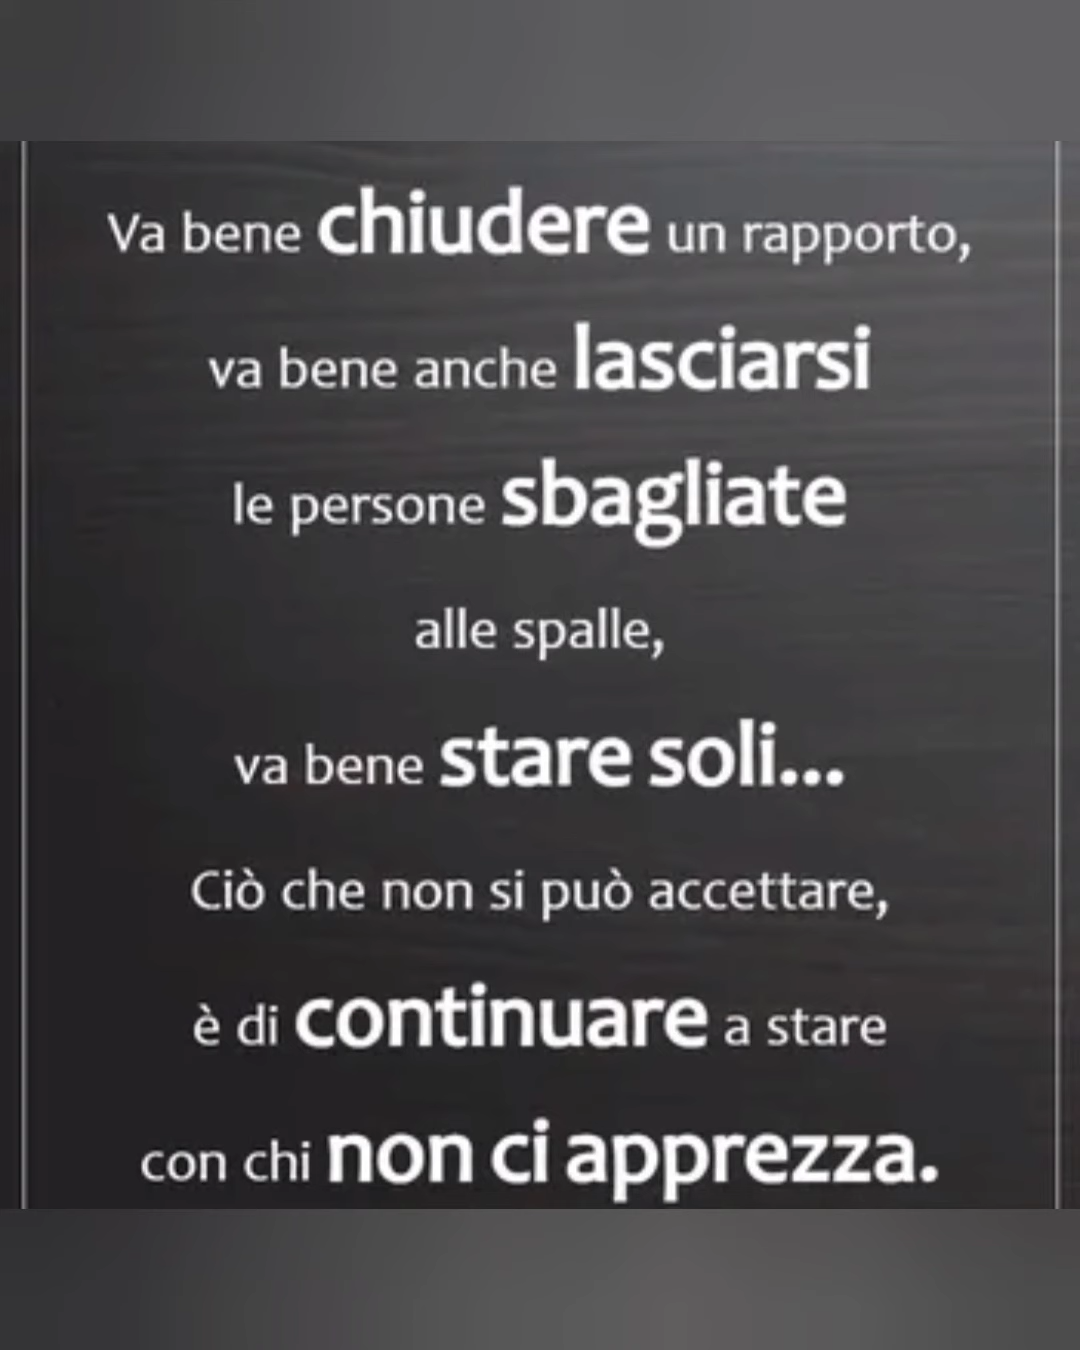 Va bene chiudere un rapporto,
va bene anche lasciarsi
le persone sbagliate
alle spalle,
va bene stare soli...
Ciò che non si può accettare,
è di continuare a stare
con chi non ci apprezza.